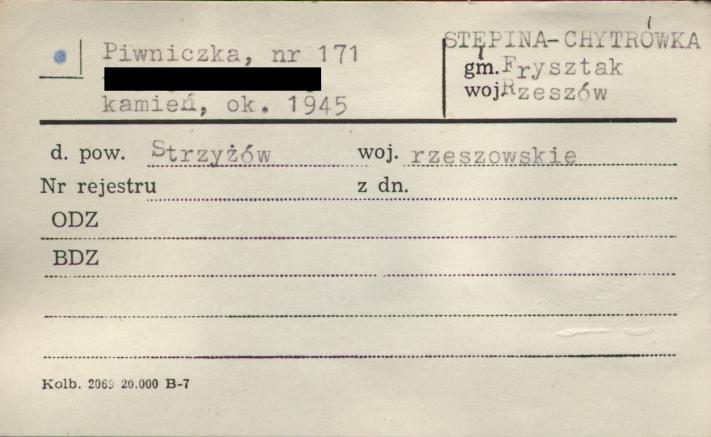 Piwniczka, nr 171
kamień, ok. 1945
STĘPINA-CHYTRÓWKA
gm. Frysztak
woj. Rzeszów
d. pow. Strzyżów woj. rzeszowskie
Nr rejestru z dn.
ODZ
BDZ
Kolb. 2065 20.000 B-7